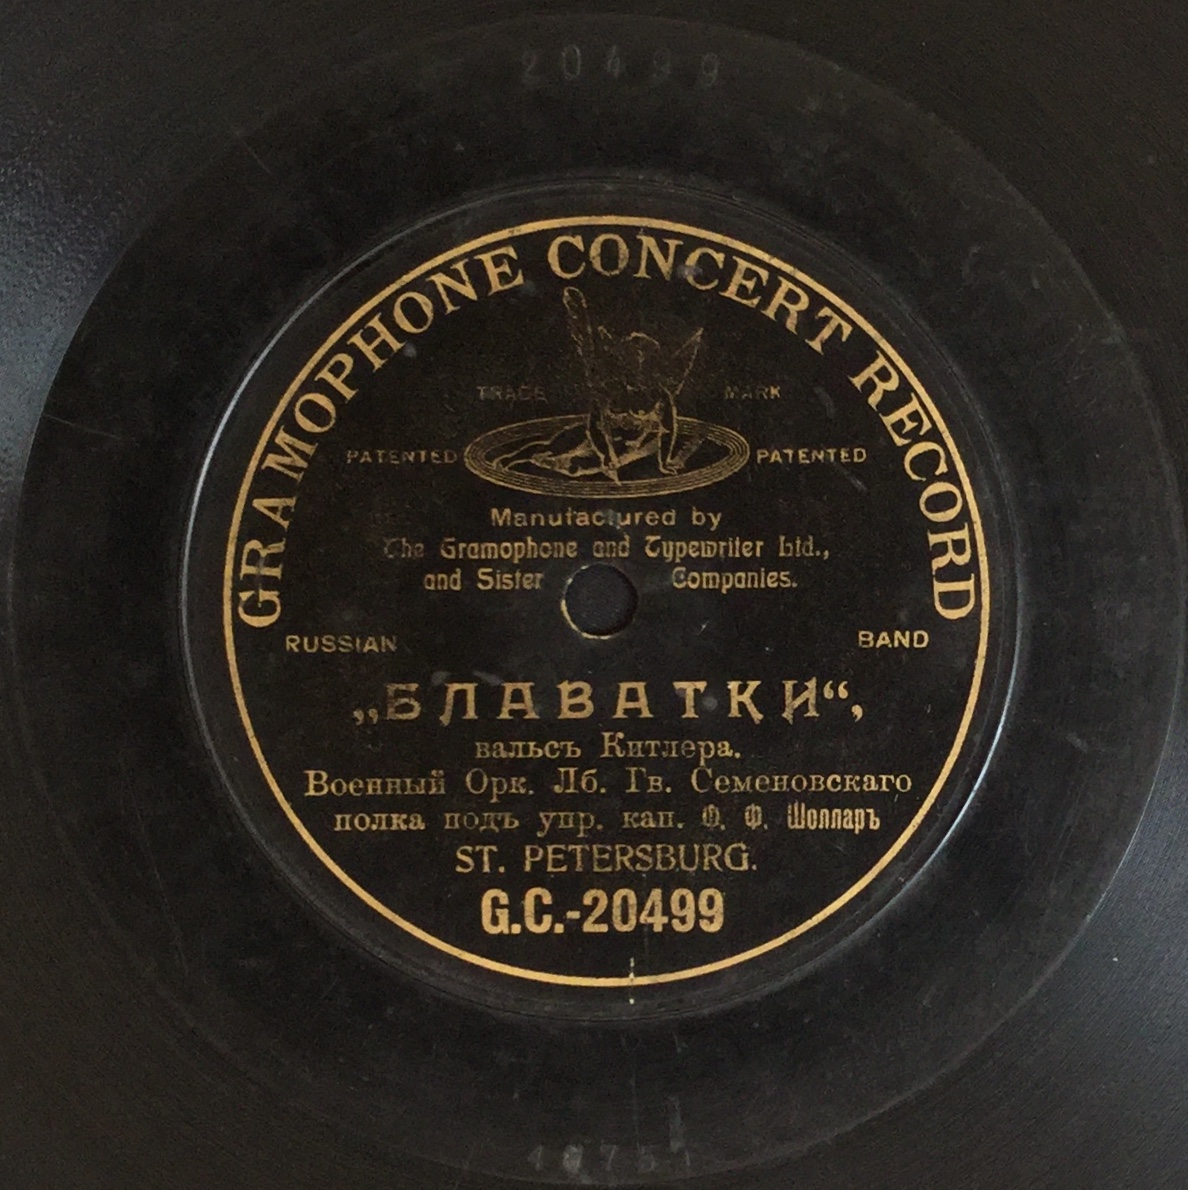 20499
GRAMOPHONE CONCERT RECORD
TRADE MARK
PATENTED PATENTED
Manufactured by
The Gramophone and Typewriter Ltd.,
and Sister Companies.
RUSSIAN BAND
„БЛАВАТКИ“,
вальсъ Китлера.
Военный Орк. Лб. Гв. Семеновскаго
полка подъ упр. кап. Ф. Ф. Шолларъ
ST. PETERSBURG.
G.C.-20499